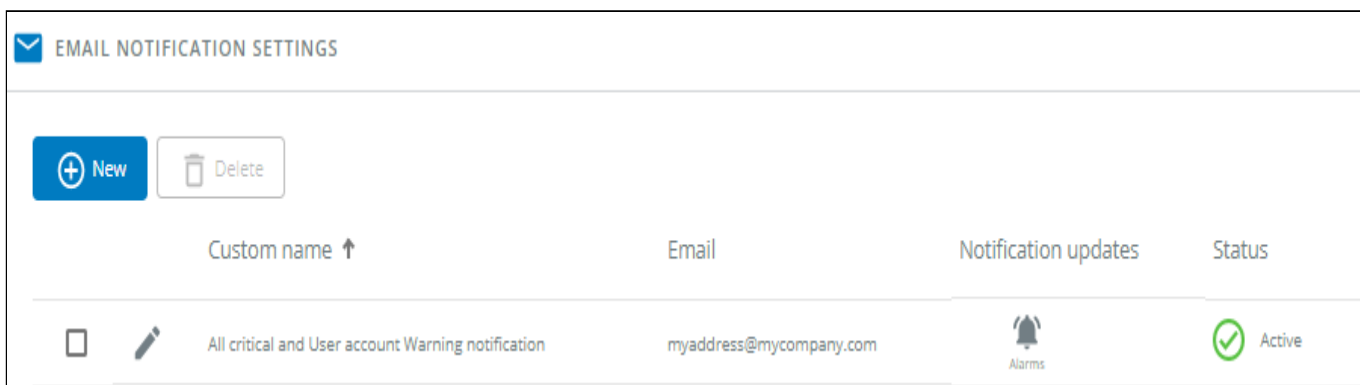 EMAIL NOTIFICATION SETTINGS
New Delete
Custom name Email Notification updates Status
All critical and User account Warning notification myaddress@mycompany.com Alarms Active